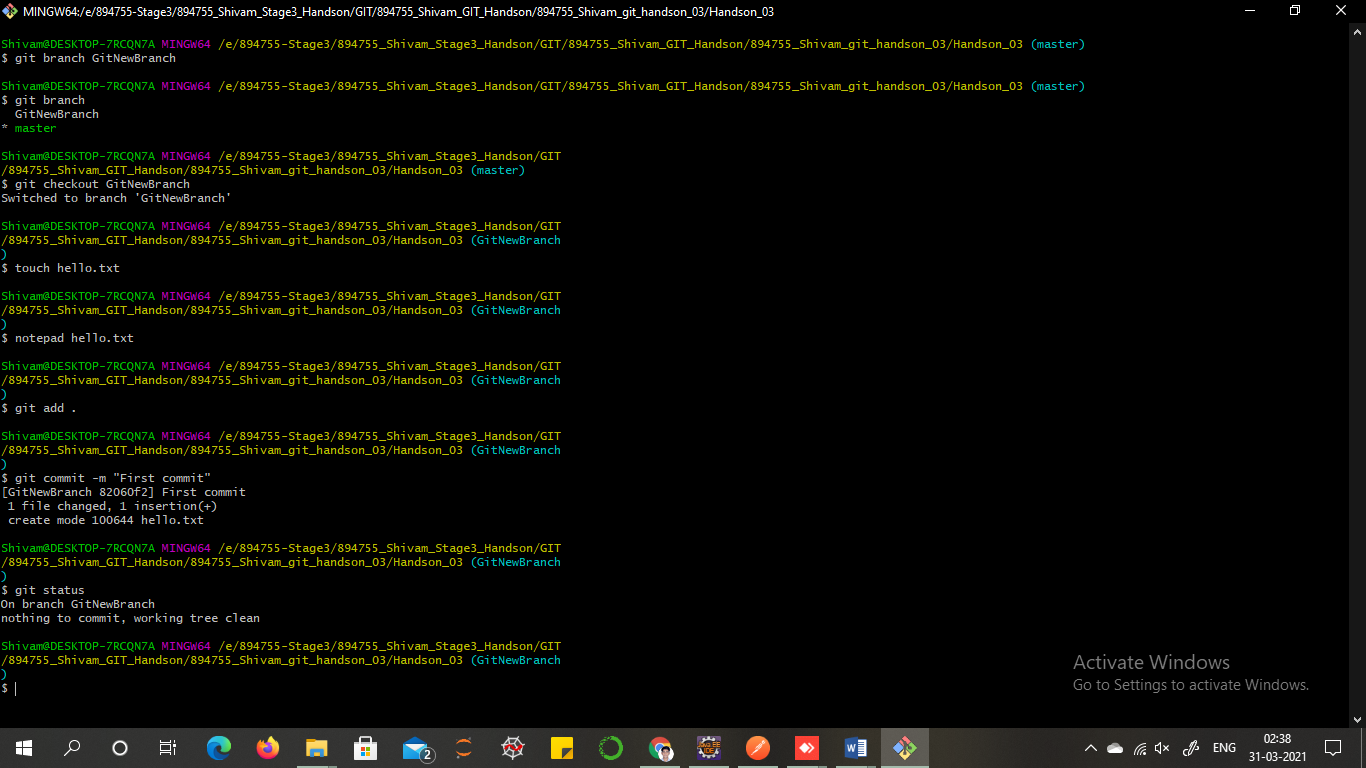 MINGW64:/e/894755-Stage3/894755_Shivam_Stage3_Handson/GIT/894755_Shivam_GIT_Handson/894755_Shivam_git_handson_03/Handson_03
Shivam@DESKTOP-7RCQN7A MINGW64 /e/894755-Stage3/894755_Shivam_Stage3_Handson/GIT/894755_Shivam_GIT_Handson/894755_Shivam_git_handson_03/Handson_03 (master)
$ git branch GitNewBranch
Shivam@DESKTOP-7RCQN7A MINGW64 /e/894755-Stage3/894755_Shivam_Stage3_Handson/GIT/894755_Shivam_GIT_Handson/894755_Shivam_git_handson_03/Handson_03 (master)
$ git branch
  GitNewBranch
* master
Shivam@DESKTOP-7RCQN7A MINGW64 /e/894755-Stage3/894755_Shivam_Stage3_Handson/GIT
/894755_Shivam_GIT_Handson/894755_Shivam_git_handson_03/Handson_03 (master)
$ git checkout GitNewBranch
Switched to branch 'GitNewBranch'
Shivam@DESKTOP-7RCQN7A MINGW64 /e/894755-Stage3/894755_Shivam_Stage3_Handson/GIT
/894755_Shivam_GIT_Handson/894755_Shivam_git_handson_03/Handson_03 (GitNewBranch
)
$ touch hello.txt
Shivam@DESKTOP-7RCQN7A MINGW64 /e/894755-Stage3/894755_Shivam_Stage3_Handson/GIT
/894755_Shivam_GIT_Handson/894755_Shivam_git_handson_03/Handson_03 (GitNewBranch
)
$ notepad hello.txt
Shivam@DESKTOP-7RCQN7A MINGW64 /e/894755-Stage3/894755_Shivam_Stage3_Handson/GIT
/894755_Shivam_GIT_Handson/894755_Shivam_git_handson_03/Handson_03 (GitNewBranch
)
$ git add .
Shivam@DESKTOP-7RCQN7A MINGW64 /e/894755-Stage3/894755_Shivam_Stage3_Handson/GIT
/894755_Shivam_GIT_Handson/894755_Shivam_git_handson_03/Handson_03 (GitNewBranch
)
$ git commit -m "First commit"
[GitNewBranch 82060f2] First commit
 1 file changed, 1 insertion(+)
 create mode 100644 hello.txt
Shivam@DESKTOP-7RCQN7A MINGW64 /e/894755-Stage3/894755_Shivam_Stage3_Handson/GIT
/894755_Shivam_GIT_Handson/894755_Shivam_git_handson_03/Handson_03 (GitNewBranch
)
$ git status
On branch GitNewBranch
nothing to commit, working tree clean
Shivam@DESKTOP-7RCQN7A MINGW64 /e/894755-Stage3/894755_Shivam_Stage3_Handson/GIT
/894755_Shivam_GIT_Handson/894755_Shivam_git_handson_03/Handson_03 (GitNewBranch
)
$
Activate Windows
Go to Settings to activate Windows.
2
Java EE
IDE
ENG
02:38
31-03-2021